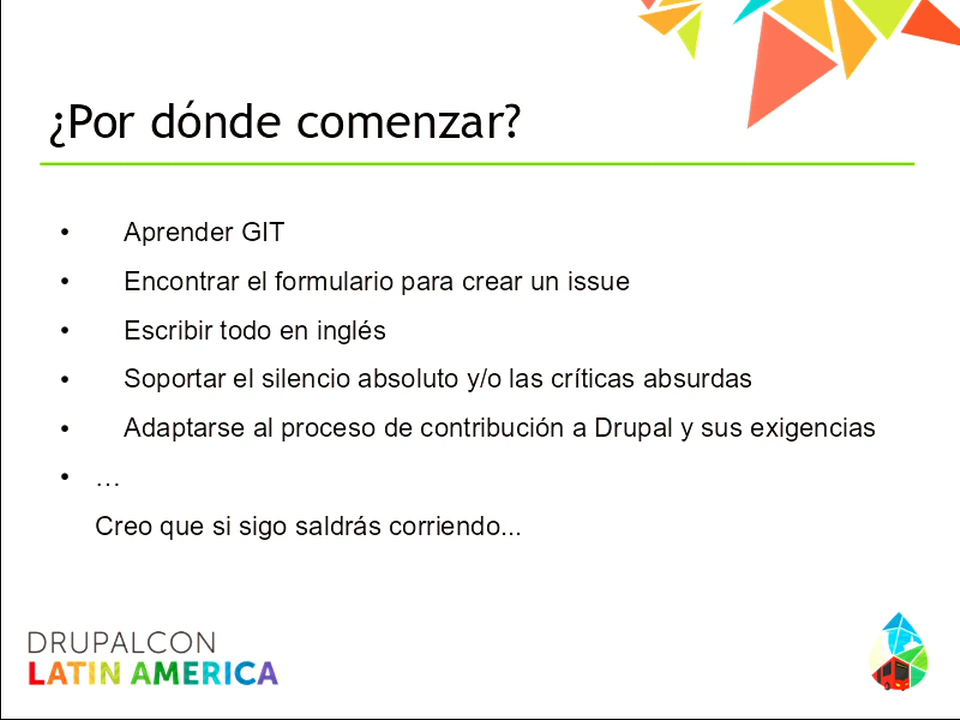 ¿Por dónde comenzar?
• Aprender GIT
• Encontrar el formulario para crear un issue
• Escribir todo en inglés
• Soportar el silencio absoluto y/o las críticas absurdas
• Adaptarse al proceso de contribución a Drupal y sus exigencias
• …
Creo que si sigo saldrás corriendo...
DRUPALCON
LATIN AMERICA